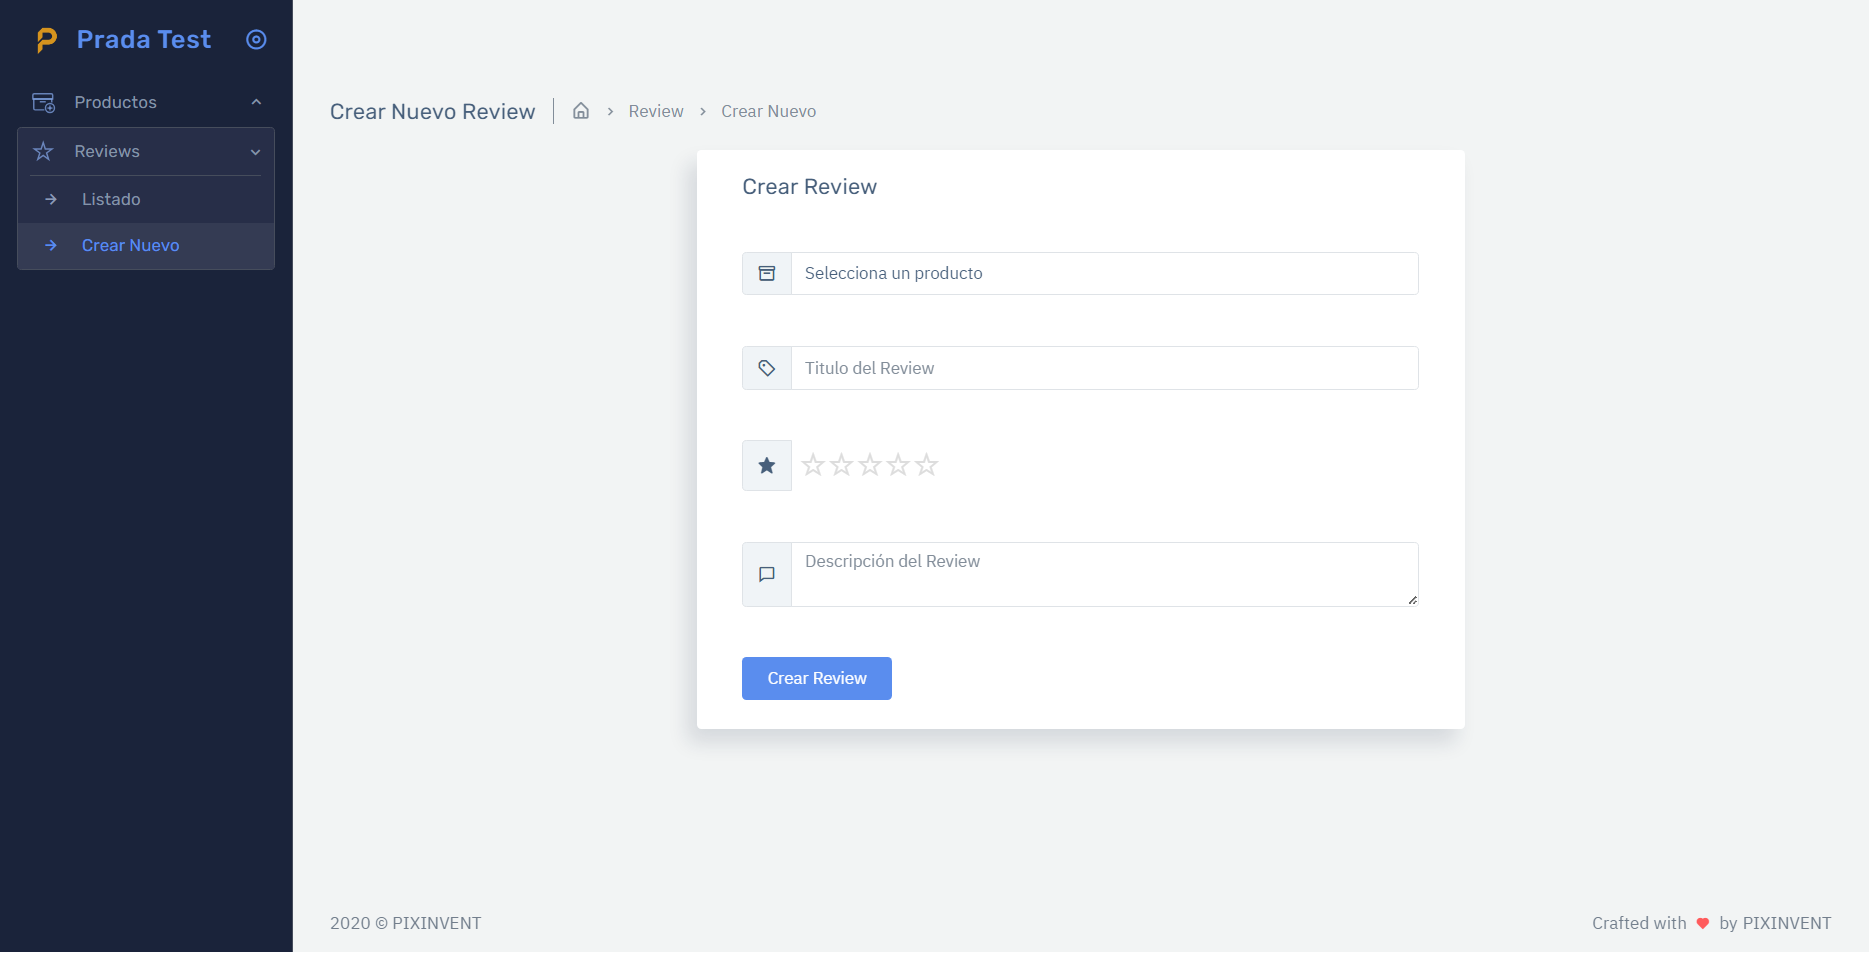 Prada Test
Productos
Reviews
Listado
Crear Nuevo
Crear Nuevo Review
Review
Crear Nuevo
Crear Review
Selecciona un producto
Titulo del Review
Descripción del Review
Crear Review
2020 © PIXINVENT
Crafted with ♥ by PIXINVENT